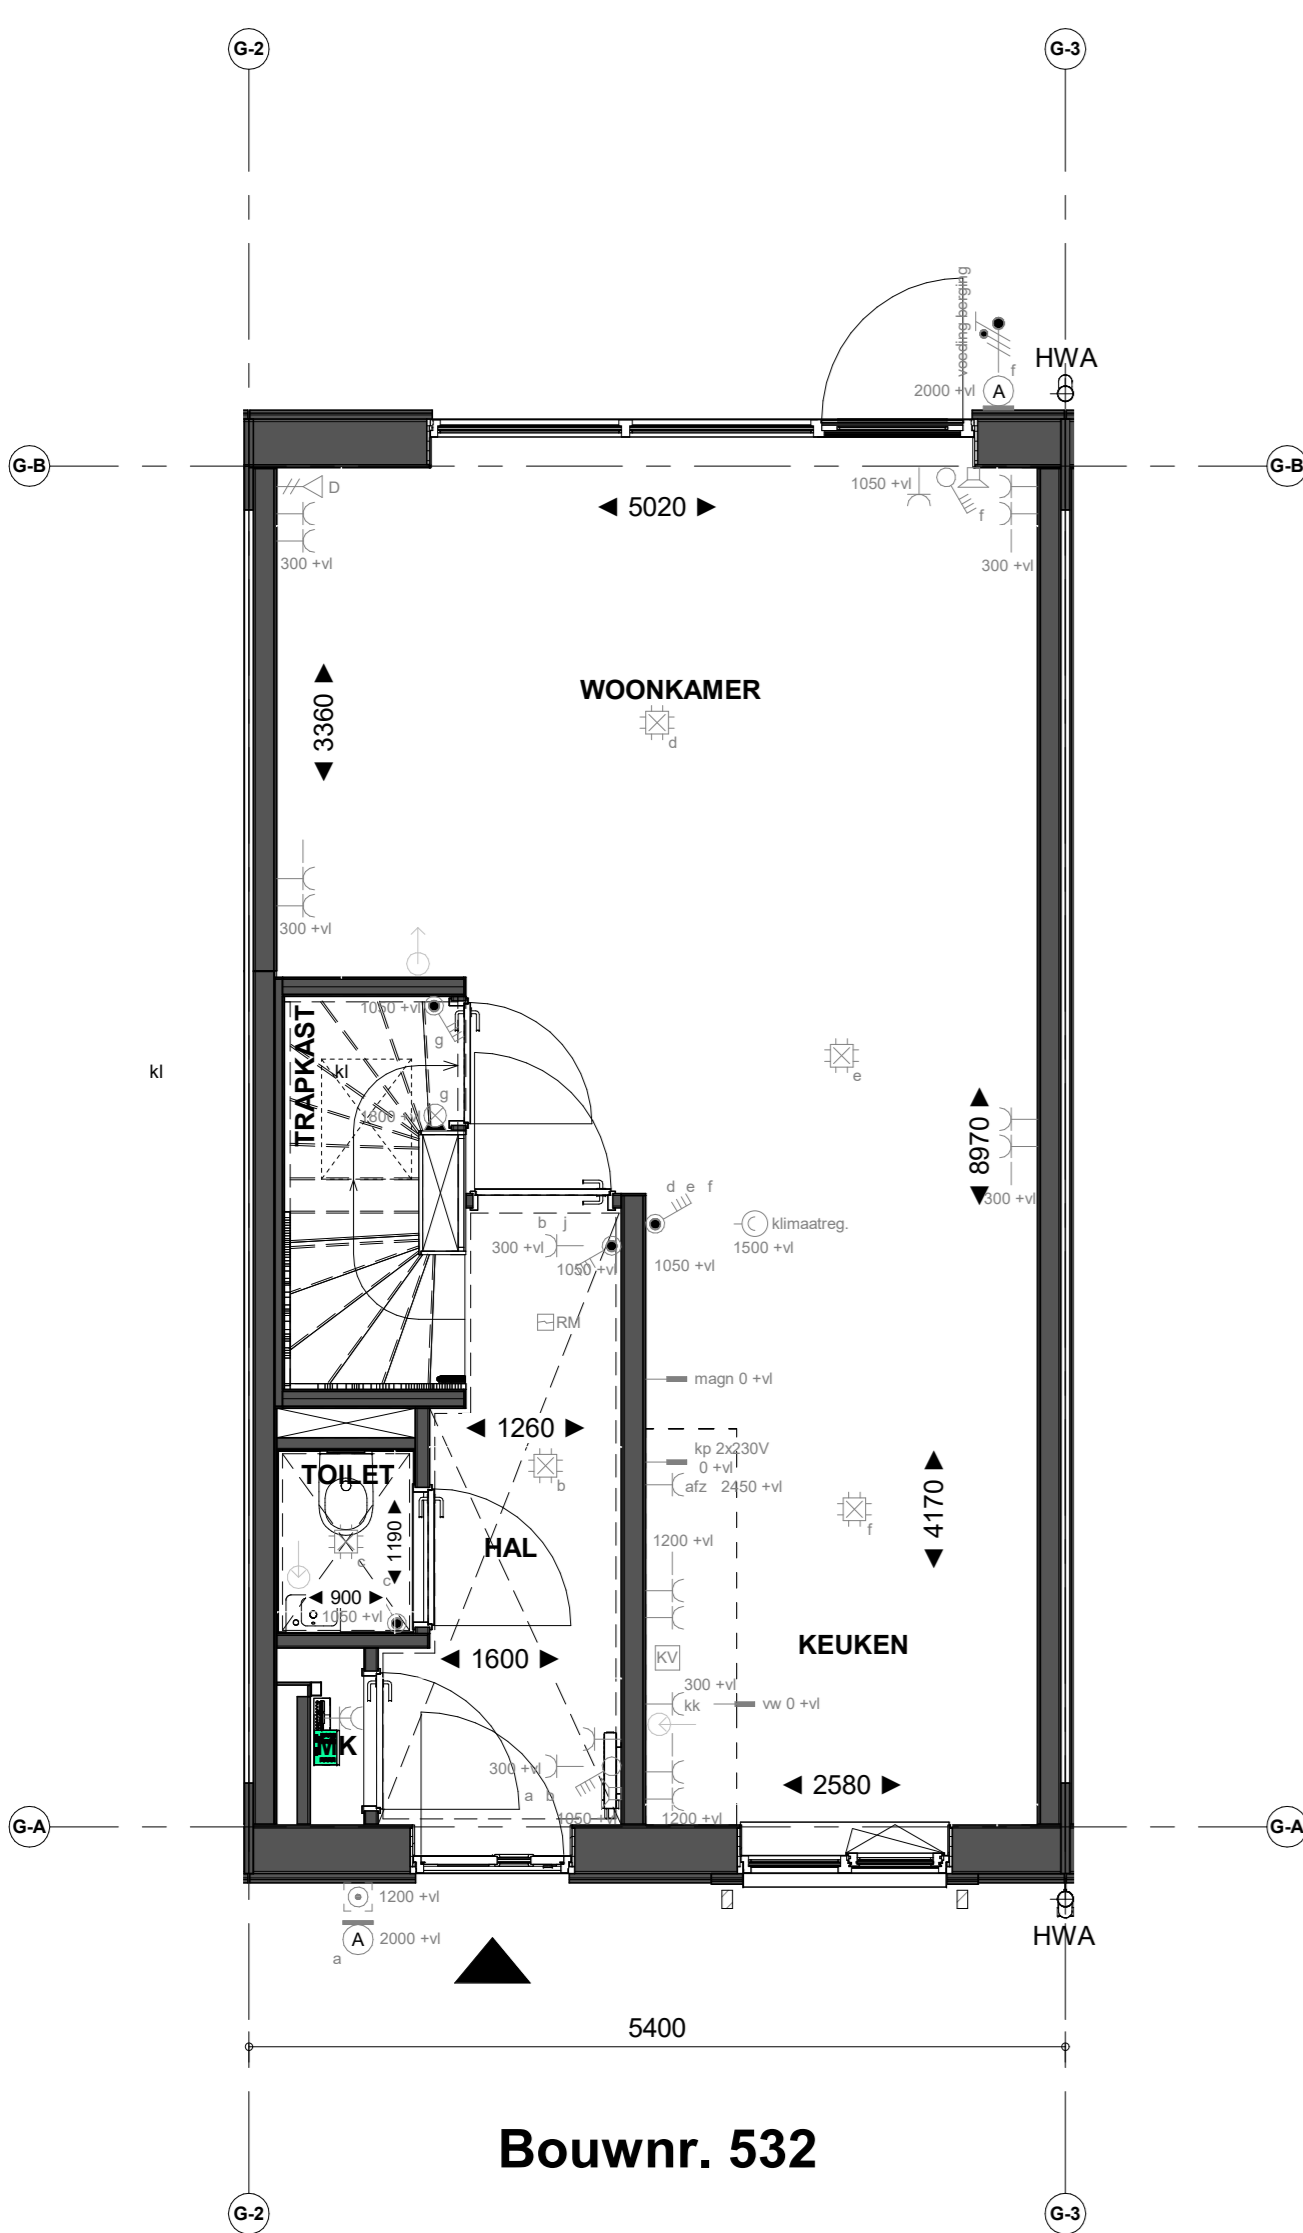 G-2
G-3
voeding berging
f
HWA
2000 +vl
A
G-B
G-B
D
1050 +vl
f
5020
300 +vl
300 +vl
WOONKAMER
3360
d
300 +vl
1050 +vl
g
TRAPKAST
kl
kl
e
g
1800 +vl
8970
300 +vl
d e f
b j
klimaatreg.
300 +vl
1500 +vl
1050 +vl
1050 +vl
RM
magn 0 +vl
1260
kp 2x230V
0 +vl
TOILET
b
afz 2450 +vl
4170
f
1190
HAL
1200 +vl
c
c
900
1050 +vl
KEUKEN
1600
KV
300 +vl
kk
vw 0 +vl
MK
300 +vl
2580
a b
1050 +vl
1200 +vl
G-A
G-A
1200 +vl
A
2000 +vl
a
HWA
5400
Bouwnr. 532
G-2
G-3